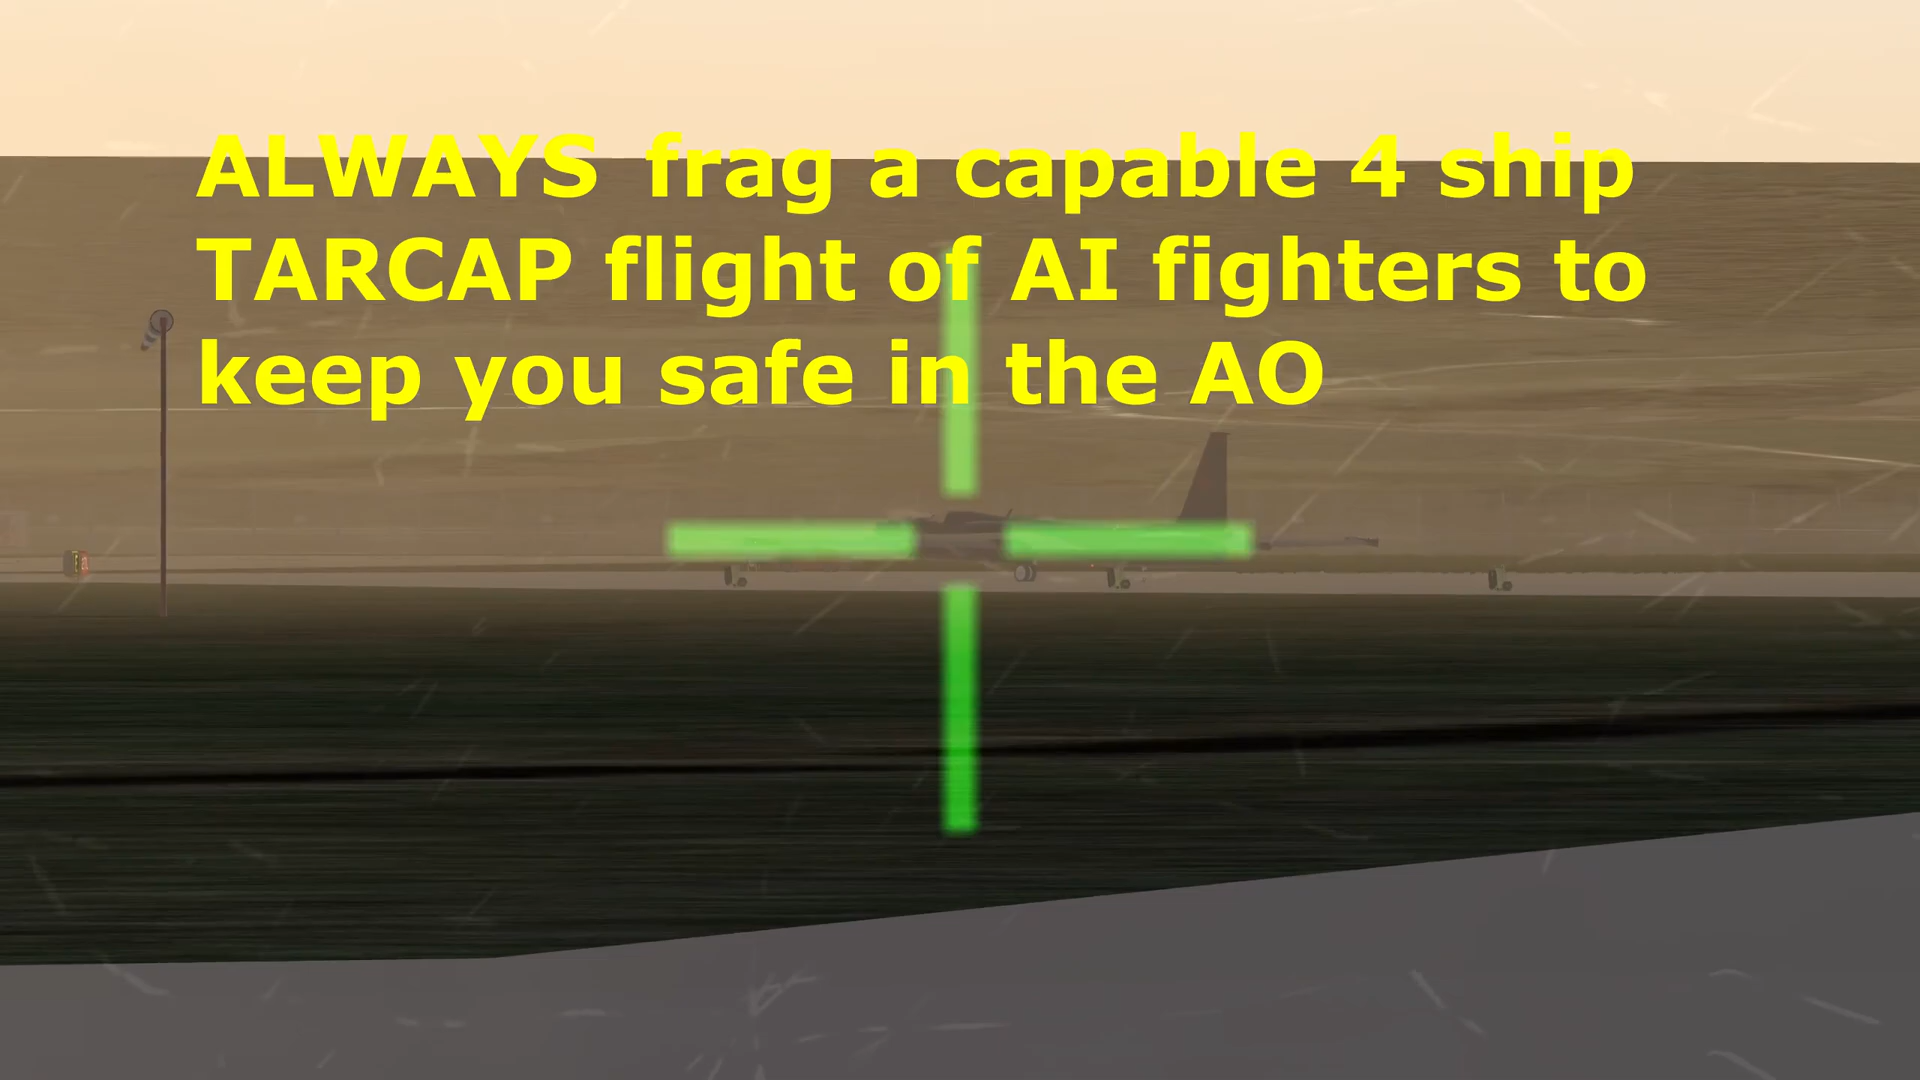 ALWAYS frag a capable 4 ship
TARCAP flight of AI fighters to
keep you safe in the AO